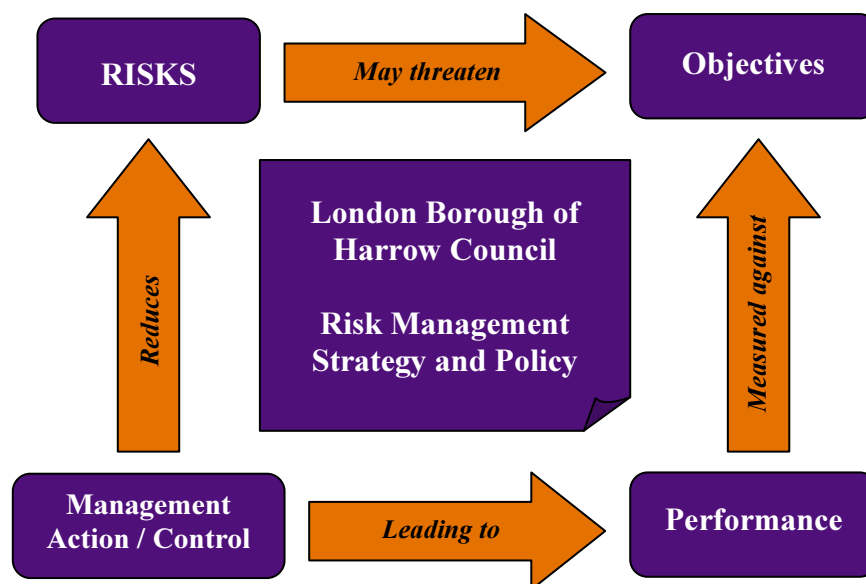 RISKS
May threaten
Objectives
London Borough of
Harrow Council
Risk Management
Strategy and Policy
Reduces
Measured against
Management
Action / Control
Leading to
Performance